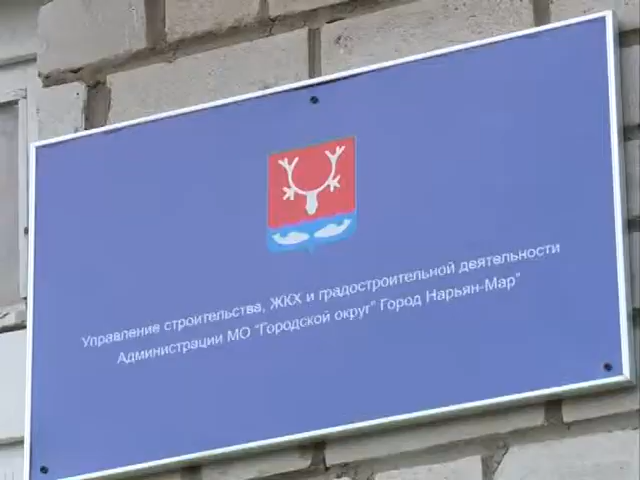 Управление строительства, ЖКХ и градостроительной деятельности
Администрации МО "Городской округ" Город Нарьян-Мар"